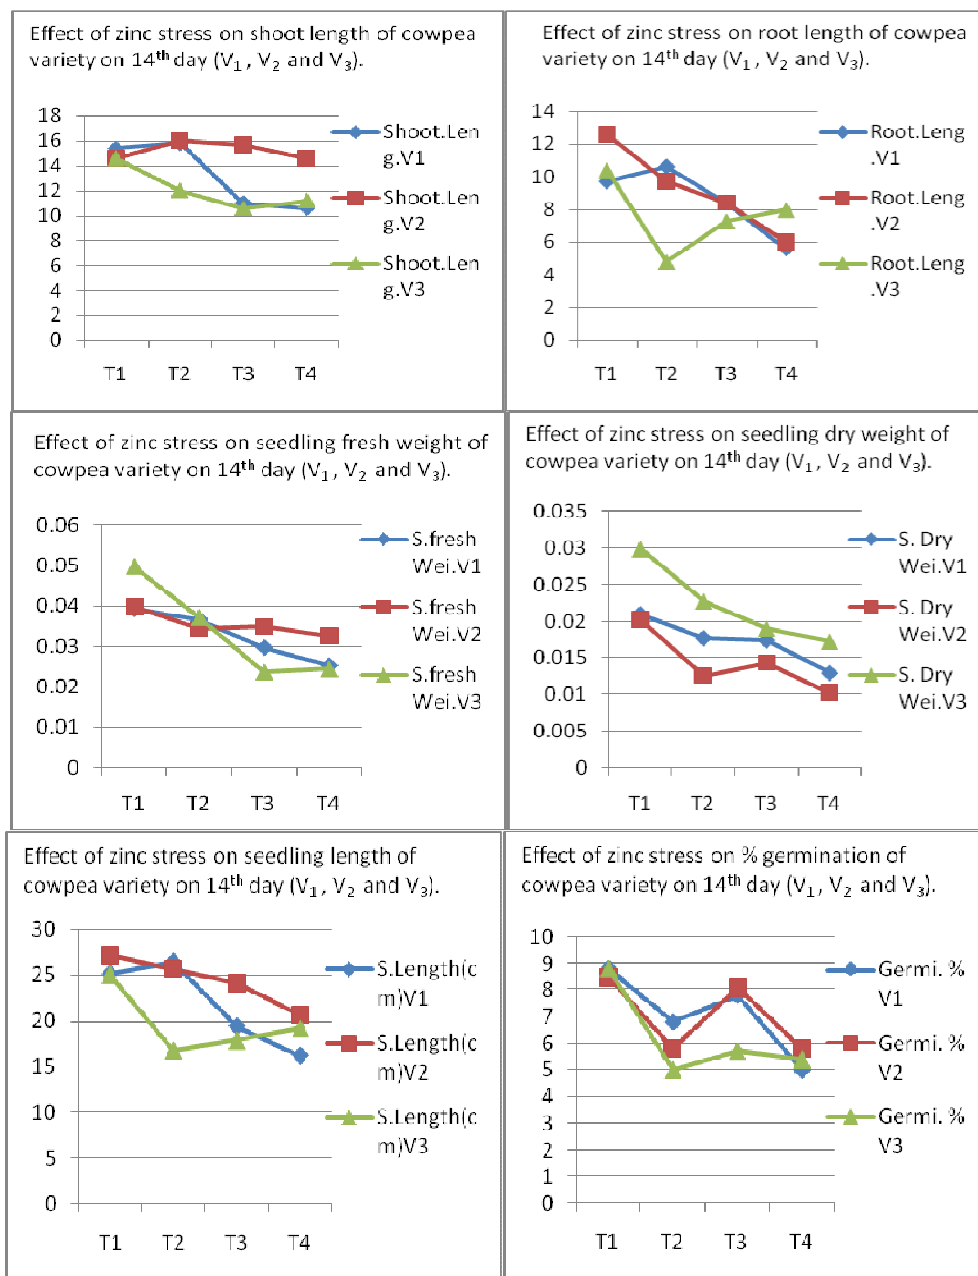 Effect of zinc stress on shoot length of cowpea
variety on 14th day (V1, V2 and V3).
18
16
14
12
10
8
6
4
2
0
T1 T2 T3 T4
Shoot.Len
g.V1
Shoot.Len
g.V2
Shoot.Len
g.V3
Effect of zinc stress on root length of cowpea
variety on 14th day (V1, V2 and V3).
14
12
10
8
6
4
2
0
T1 T2 T3 T4
Root.Leng
.V1
Root.Leng
.V2
Root.Leng
.V3
Effect of zinc stress on seedling fresh weight of
cowpea variety on 14th day (V1, V2 and V3).
0.06
0.05
0.04
0.03
0.02
0.01
0
T1 T2 T3 T4
S.fresh
Wei.V1
S.fresh
Wei.V2
S.fresh
Wei.V3
Effect of zinc stress on seedling dry weight of
cowpea variety on 14th day (V1, V2 and V3).
0.035
0.03
0.025
0.02
0.015
0.01
0.005
0
T1 T2 T3 T4
S. Dry
Wei.V1
S. Dry
Wei.V2
S. Dry
Wei.V3
Effect of zinc stress on seedling length of
cowpea variety on 14th day (V1, V2 and V3).
30
25
20
15
10
5
0
T1 T2 T3 T4
S.Length(c
m)V1
S.Length(c
m)V2
S.Length(c
m)V3
Effect of zinc stress on % germination of
cowpea variety on 14th day (V1, V2 and V3).
10
9
8
7
6
5
4
3
2
1
0
T1 T2 T3 T4
Germi. %
V1
Germi. %
V2
Germi. %
V3